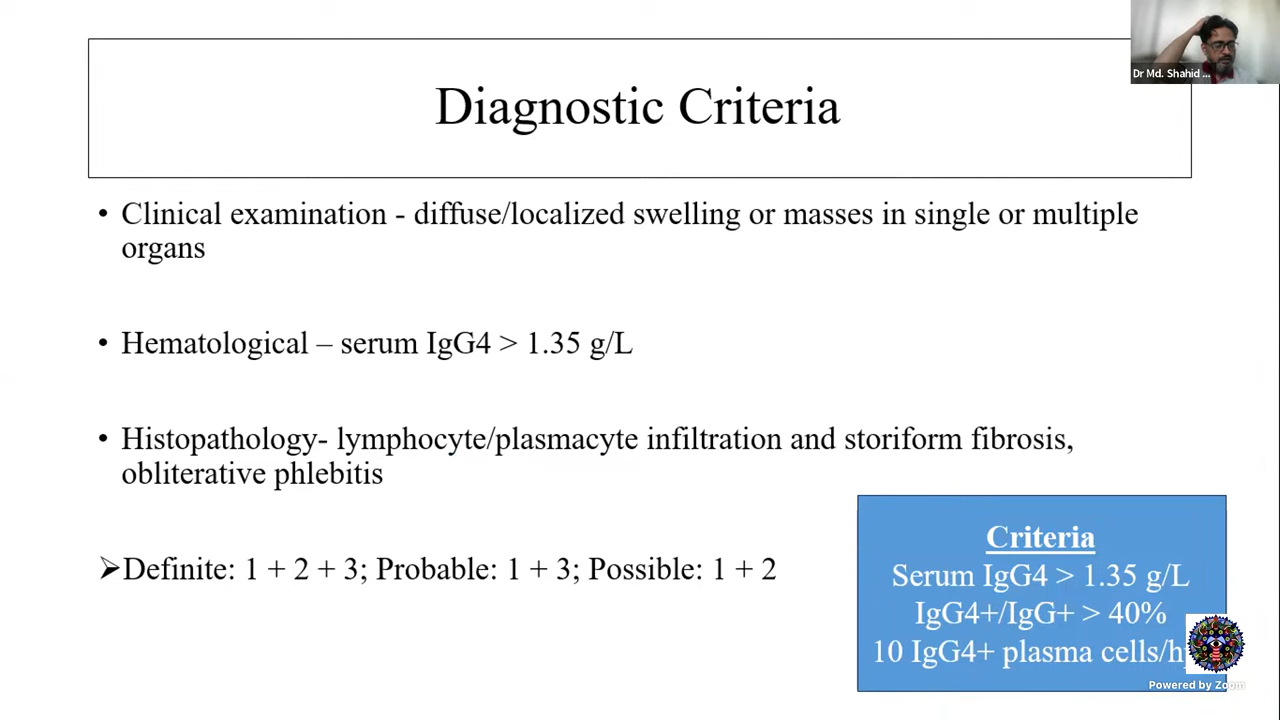 Dr Md. Shahid ...
Diagnostic Criteria
• Clinical examination - diffuse/localized swelling or masses in single or multiple
organs
• Hematological – serum IgG4 > 1.35 g/L
• Histopathology- lymphocyte/plasmacyte infiltration and storiform fibrosis,
obliterative phlebitis
➢Definite: 1 + 2 + 3; Probable: 1 + 3; Possible: 1 + 2
Criteria
Serum IgG4 > 1.35 g/L
IgG4+/IgG+ > 40%
10 IgG4+ plasma
Powered by Zoom